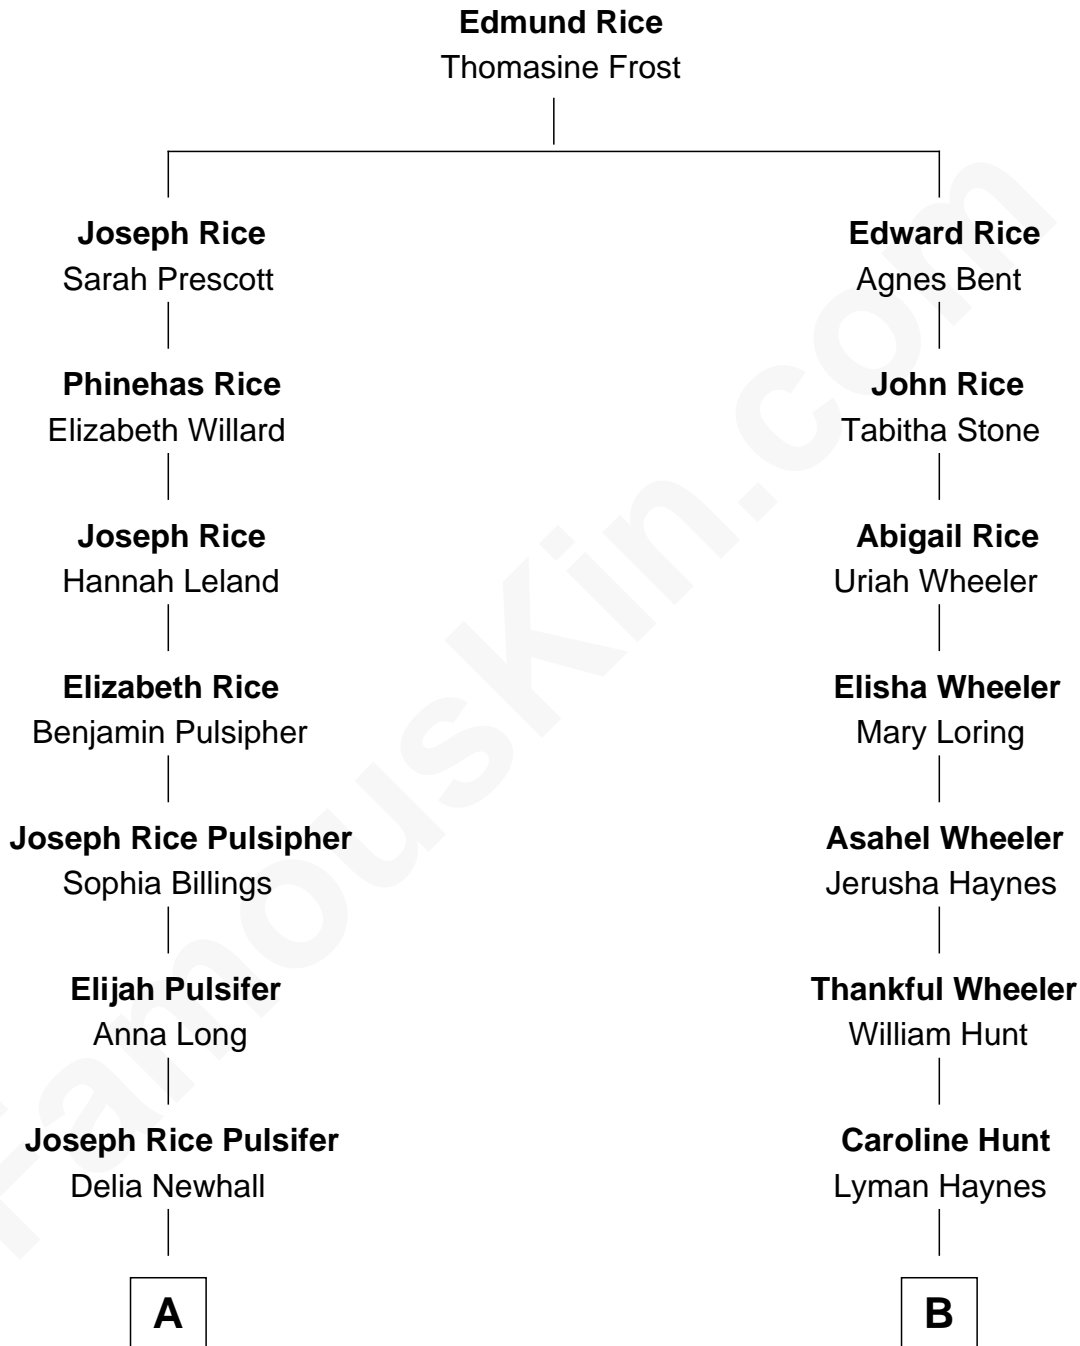 Edmund Rice
Thomasine Frost
Joseph Rice
Sarah Prescott
Edward Rice
Agnes Bent
Phinehas Rice
Elizabeth Willard
John Rice
Tabitha Stone
Joseph Rice
Hannah Leland
Abigail Rice
Uriah Wheeler
Elizabeth Rice
Benjamin Pulsipher
Elisha Wheeler
Mary Loring
Joseph Rice Pulsipher
Sophia Billings
Asahel Wheeler
Jerusha Haynes
Elijah Pulsifer
Anna Long
Thankful Wheeler
William Hunt
Joseph Rice Pulsifer
Delia Newhall
Caroline Hunt
Lyman Haynes
A
B
FamousKin.com